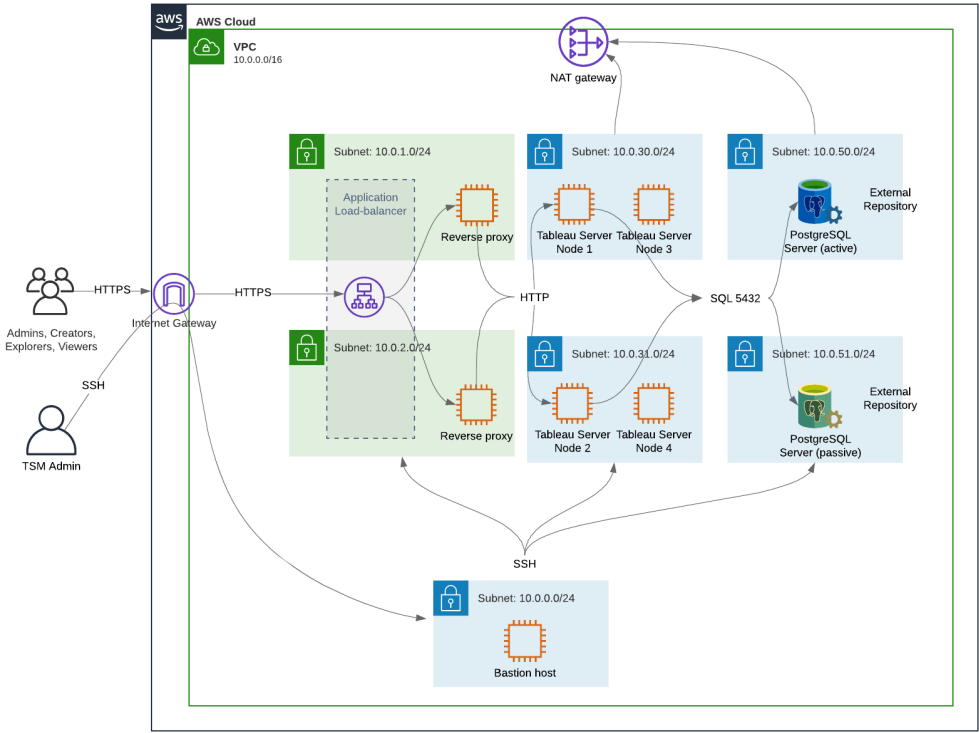 aws
AWS Cloud
VPC
10.0.0.0/16
NAT gateway
Subnet: 10.0.1.0/24
Application
Load-balancer
Reverse proxy
Subnet: 10.0.30.0/24
Tableau Server
Node 1
Tableau Server
Node 3
Subnet: 10.0.50.0/24
External
Repository
PostgreSQL
Server (active)
HTTPS
Admins, Creators,
Explorers, Viewers
Internet Gateway
HTTPS
HTTP
SQL 5432
SSH
TSM Admin
Subnet: 10.0.2.0/24
Reverse proxy
Subnet: 10.0.31.0/24
Tableau Server
Node 2
Tableau Server
Node 4
Subnet: 10.0.51.0/24
External
Repository
PostgreSQL
Server (passive)
SSH
Subnet: 10.0.0.0/24
Bastion host